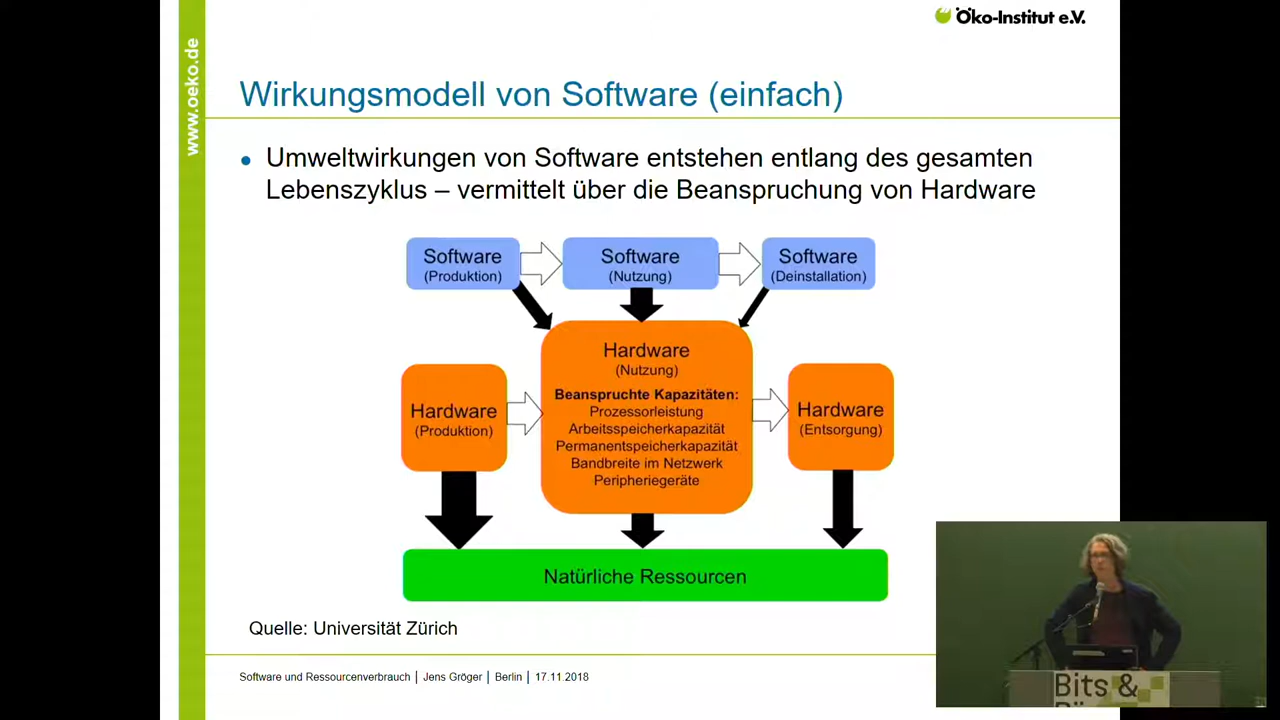 Öko-Institut e.V.
www.oeko.de
Wirkungsmodell von Software (einfach)
Umweltwirkungen von Software entstehen entlang des gesamten
Lebenszyklus – vermittelt über die Beanspruchung von Hardware
Software
(Produktion)
Software
(Nutzung)
Software
(Deinstallation)
Hardware
(Produktion)
Hardware
(Nutzung)
Beanspruchte Kapazitäten:
Prozessorleistung
Arbeitsspeicherkapazität
Permanentspeicherkapazität
Bandbreite im Netzwerk
Peripheriegeräte
Hardware
(Entsorgung)
Natürliche Ressourcen
Quelle: Universität Zürich
Software und Ressourcenverbrauch | Jens Gröger | Berlin | 17.11.2018
Bits &